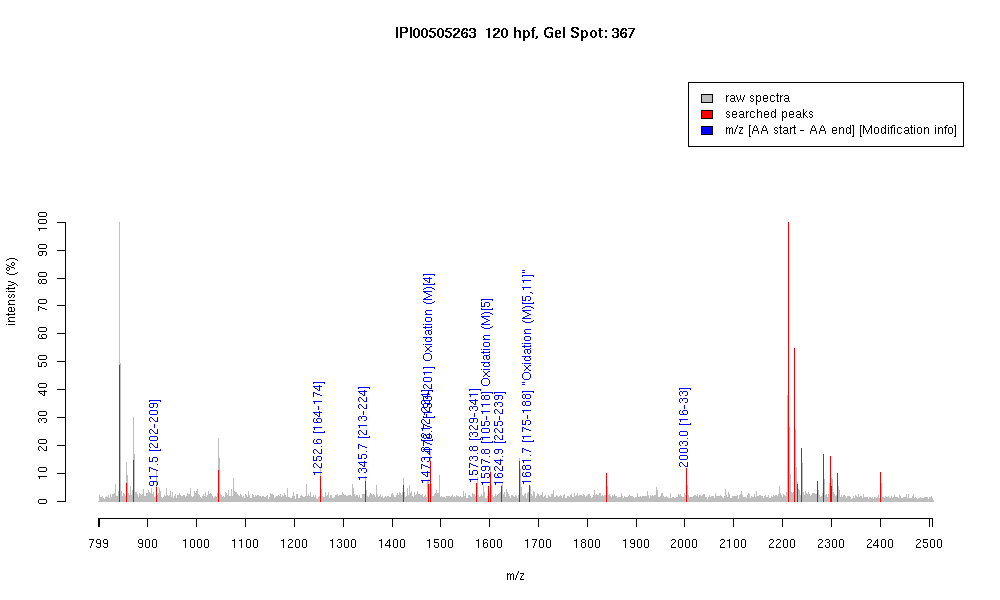 IPI00505263 120 hpf, Gel Spot: 367
raw spectra
searched peaks
m/z [AA start - AA end] [Modification info]
intensity (%)
100
90
80
70
60
50
40
30
20
10
0
917.5 [202-209]
1252.6 [164-174]
1345.7 [213-224]
1473.8
201] Oxidation (M)[4]
1573.8 [329-341]
1597.8 [105-118] Oxidation (M)[5]
1624.9 [225-239]
1681.7 [175-188] "Oxidation (M)[5,11]"
2003.0 [16-33]
799 900 1000 1100 1200 1300 1400 1500 1600 1700 1800 1900 2000 2100 2200 2300 2400 2500
m/z